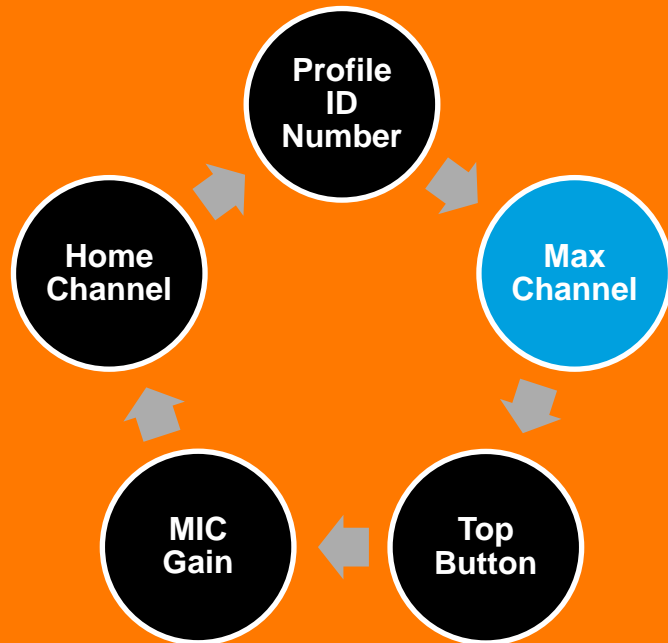 Profile
ID
Number
Max
Channel
Top
Button
MIC
Gain
Home
Channel